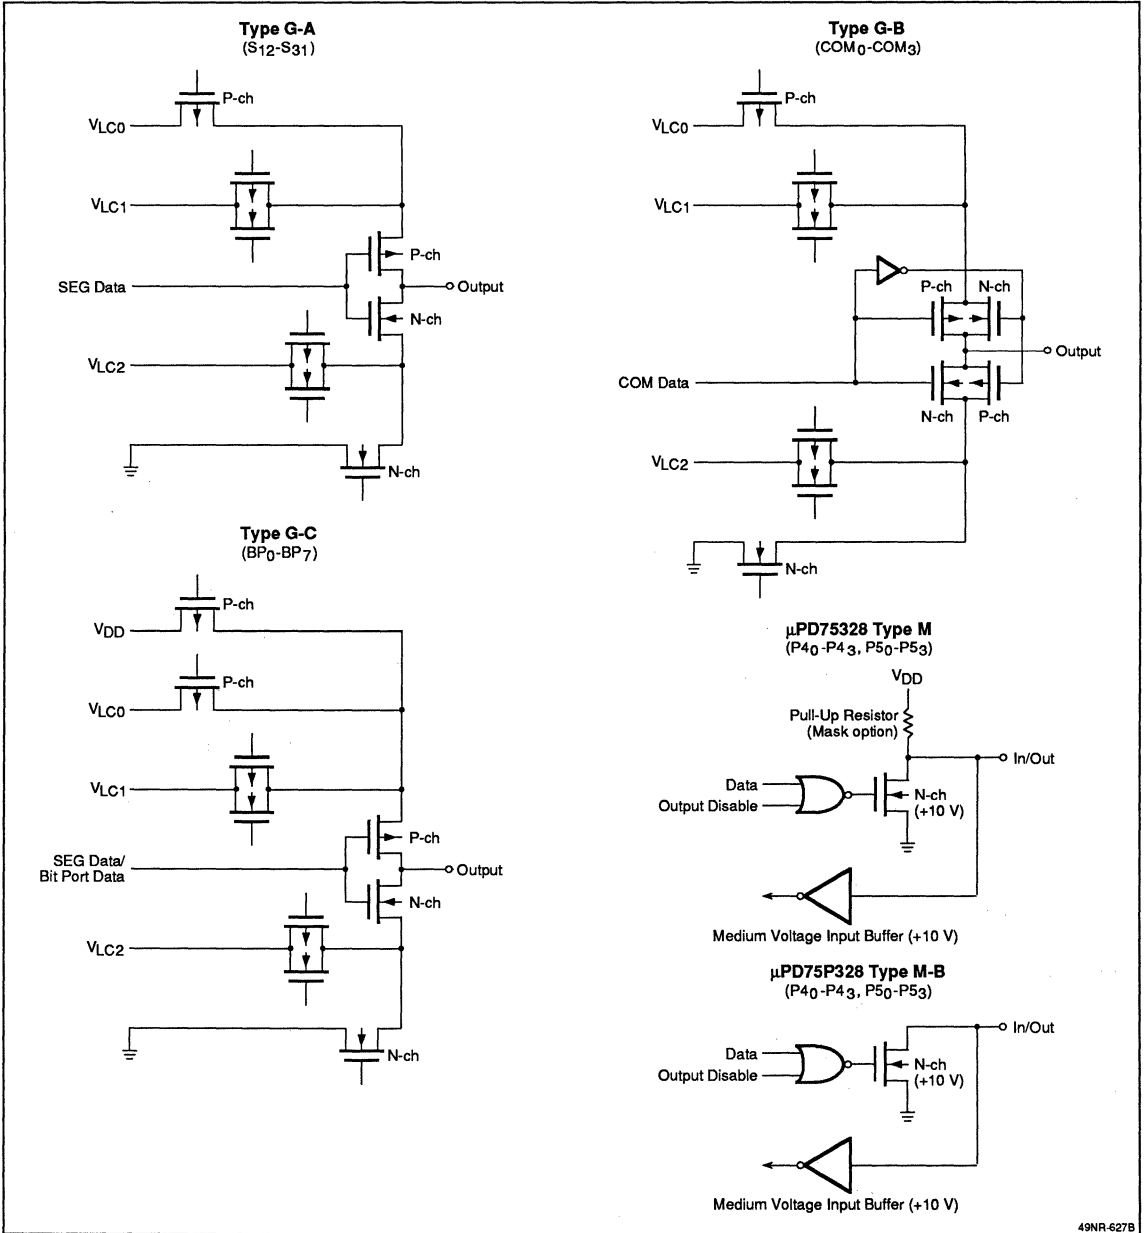 Type G-A
(S12-S31)
P-ch
VLC0
VLC1
P-ch
SEG Data
Output
N-ch
VLC2
N-ch
Type G-B
(COM0-COM3)
P-ch
VLC0
VLC1
P-ch N-ch
Output
COM Data
N-ch P-ch
VLC2
N-ch
Type G-C
(BP0-BP7)
P-ch
VDD
P-ch
VLC0
VLC1
P-ch
SEG Data/
Bit Port Data
Output
N-ch
VLC2
N-ch
µPD75328 Type M
(P40-P43, P50-P53)
VDD
Pull-Up Resistor
(Mask option)
In/Out
Data
Output Disable
N-ch
(+10 V)
Medium Voltage Input Buffer (+10 V)
µPD75P328 Type M-B
(P40-P43, P50-P53)
In/Out
Data
Output Disable
N-ch
(+10 V)
Medium Voltage Input Buffer (+10 V)
49NR-627B